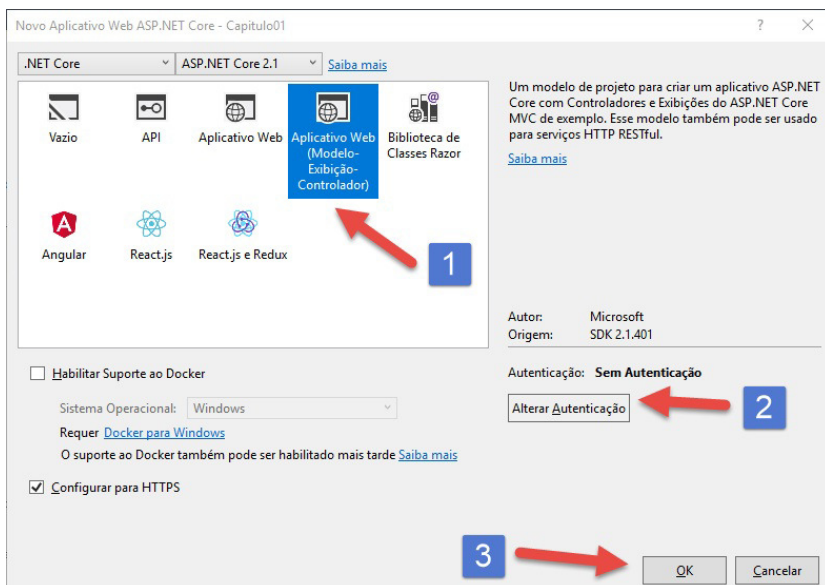 Novo Aplicativo Web ASP.NET Core - Capitulo01
.NET Core
ASP.NET Core 2.1
Saiba mais
Vazio
API
Aplicativo Web
Aplicativo Web
(Modelo-
Exibição-
Controlador)
Biblioteca de
Classes Razor
Angular
React.js
React.js e Redux
1
Um modelo de projeto para criar um aplicativo ASP.NET
Core com Controladores e Exibições do ASP.NET Core
MVC de exemplo. Esse modelo também pode ser usado
para serviços HTTP RESTful.
Saiba mais
Autor: Microsoft
Origem: SDK 2.1.401
Habilitar Suporte ao Docker
Sistema Operacional: Windows
Requer Docker para Windows
O suporte ao Docker também pode ser habilitado mais tarde Saiba mais
Configurar para HTTPS
Autenticação: Sem Autenticação
Alterar Autenticação
2
3
OK
Cancelar